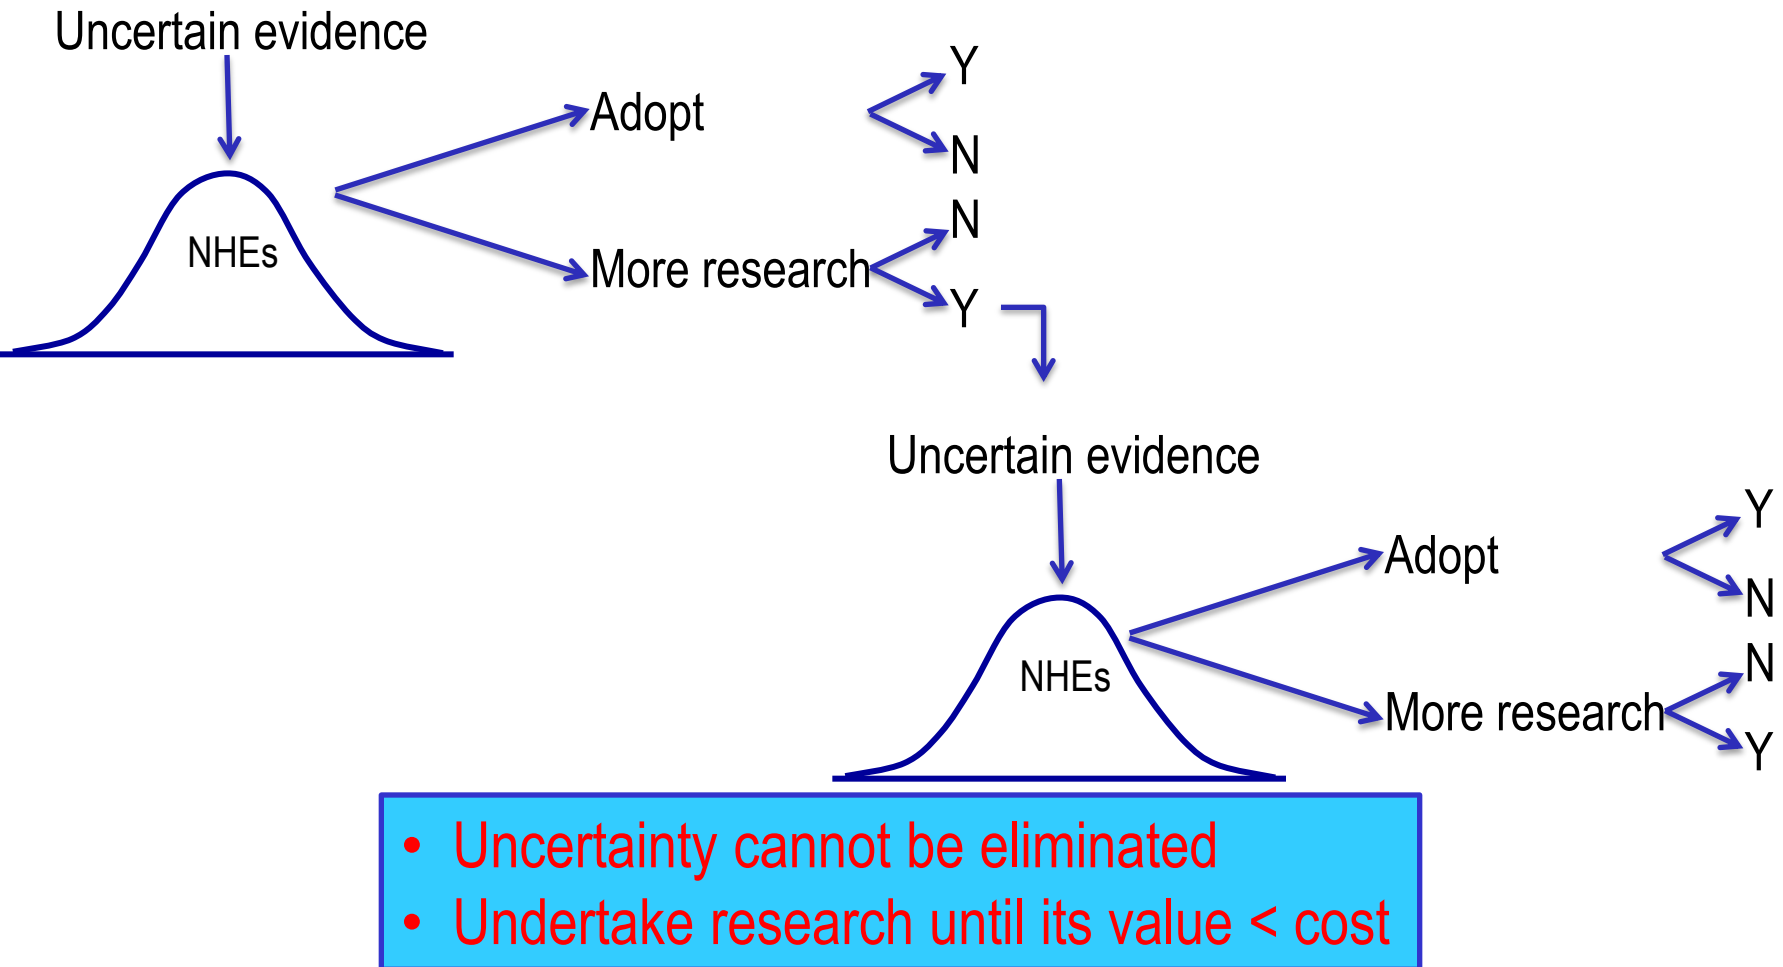 Uncertain evidence
NHEs
Adopt
Y
N
More research
N
Y
Uncertain evidence
NHEs
Adopt
Y
N
More research
N
Y
• Uncertainty cannot be eliminated
• Undertake research until its value < cost